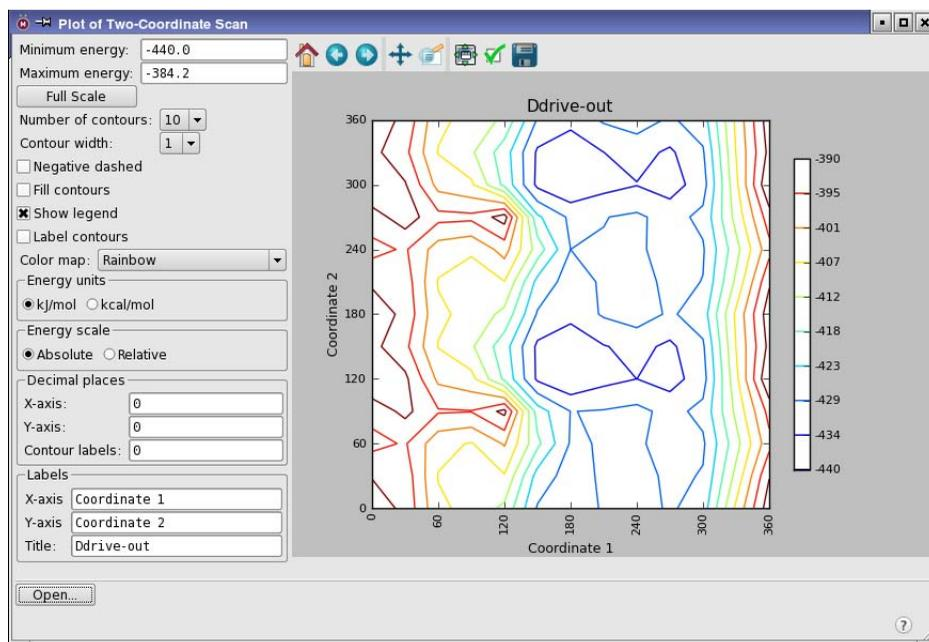 Plot of Two-Coordinate Scan
Minimum energy: -440.0
Maximum energy: -384.2
Full Scale
Number of contours: 10
Contour width: 1
Negative dashed
Fill contours
Show legend
Label contours
Color map: Rainbow
Energy units
kJ/mol kcal/mol
Energy scale
Absolute Relative
Decimal places
X-axis: 0
Y-axis: 0
Contour labels: 0
Labels
X-axis Coordinate 1
Y-axis Coordinate 2
Title: Ddrive-out
Open...
Ddrive-out
360
300
240
180
120
60
0
Coordinate 2
0 60 120 180 240 300 360
Coordinate 1
-390
-395
-401
-407
-412
-418
-423
-429
-434
-440
?